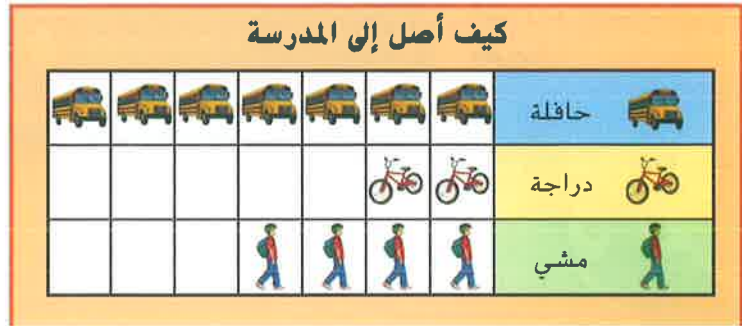 كيف أصل إلى المدرسة
حافلة
دراجة
مشي